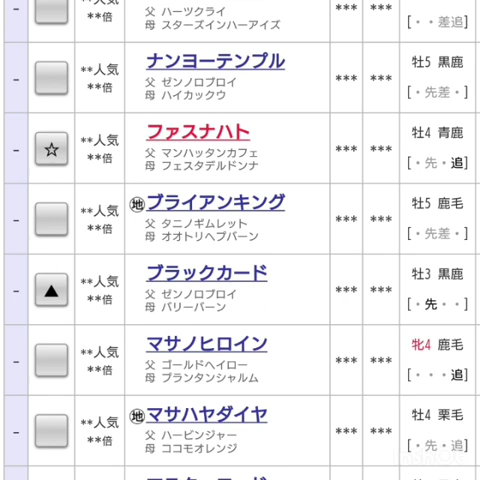 **人気
**倍
父 ハーツクライ
母 スターズインハーアイズ
*** ***
[・・差追]
-
ナンヨーテンプル
**人気
**倍
父 ゼンノロブロイ
母 ハイカックウ
*** ***
牡5 黒鹿
[・先差・]
-
☆
ファスナハト
**人気
**倍
父 マンハッタンカフェ
母 フェスタデルドンナ
*** ***
牡4 青鹿
[・先・追]
-
地 ブライアンキング
**人気
**倍
父 タニノギムレット
母 オオトリヘプバーン
*** ***
牡5 鹿毛
[・先差・]
-
▲
ブラックカード
**人気
**倍
父 ゼンノロブロイ
母 バリーバーン
*** ***
牡3 黒鹿
[・先・・]
-
マサノヒロイン
**人気
**倍
父 ゴールドヘイロー
母 プランタンシャルム
*** ***
牝4 鹿毛
[・・・追]
-
地 マサハヤダイヤ
**人気
**倍
父 ハービンジャー
母 ココモオレンジ
*** ***
牡4 栗毛
[・先・追]